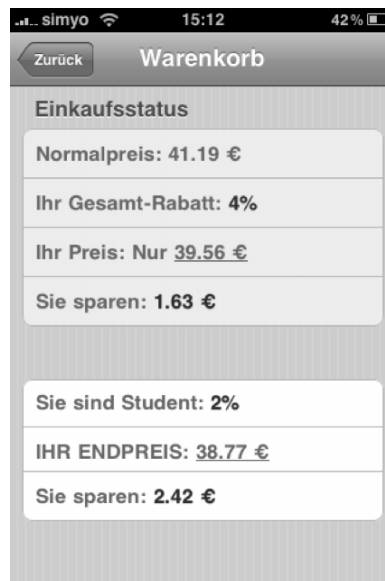 simyo 15:12 42%
Zurück Warenkorb
Einkaufsstatus
Normalpreis: 41.19 €
Ihr Gesamt-Rabatt: 4%
Ihr Preis: Nur 39.56 €
Sie sparen: 1.63 €
Sie sind Student: 2%
IHR ENDPREIS: 38.77 €
Sie sparen: 2.42 €